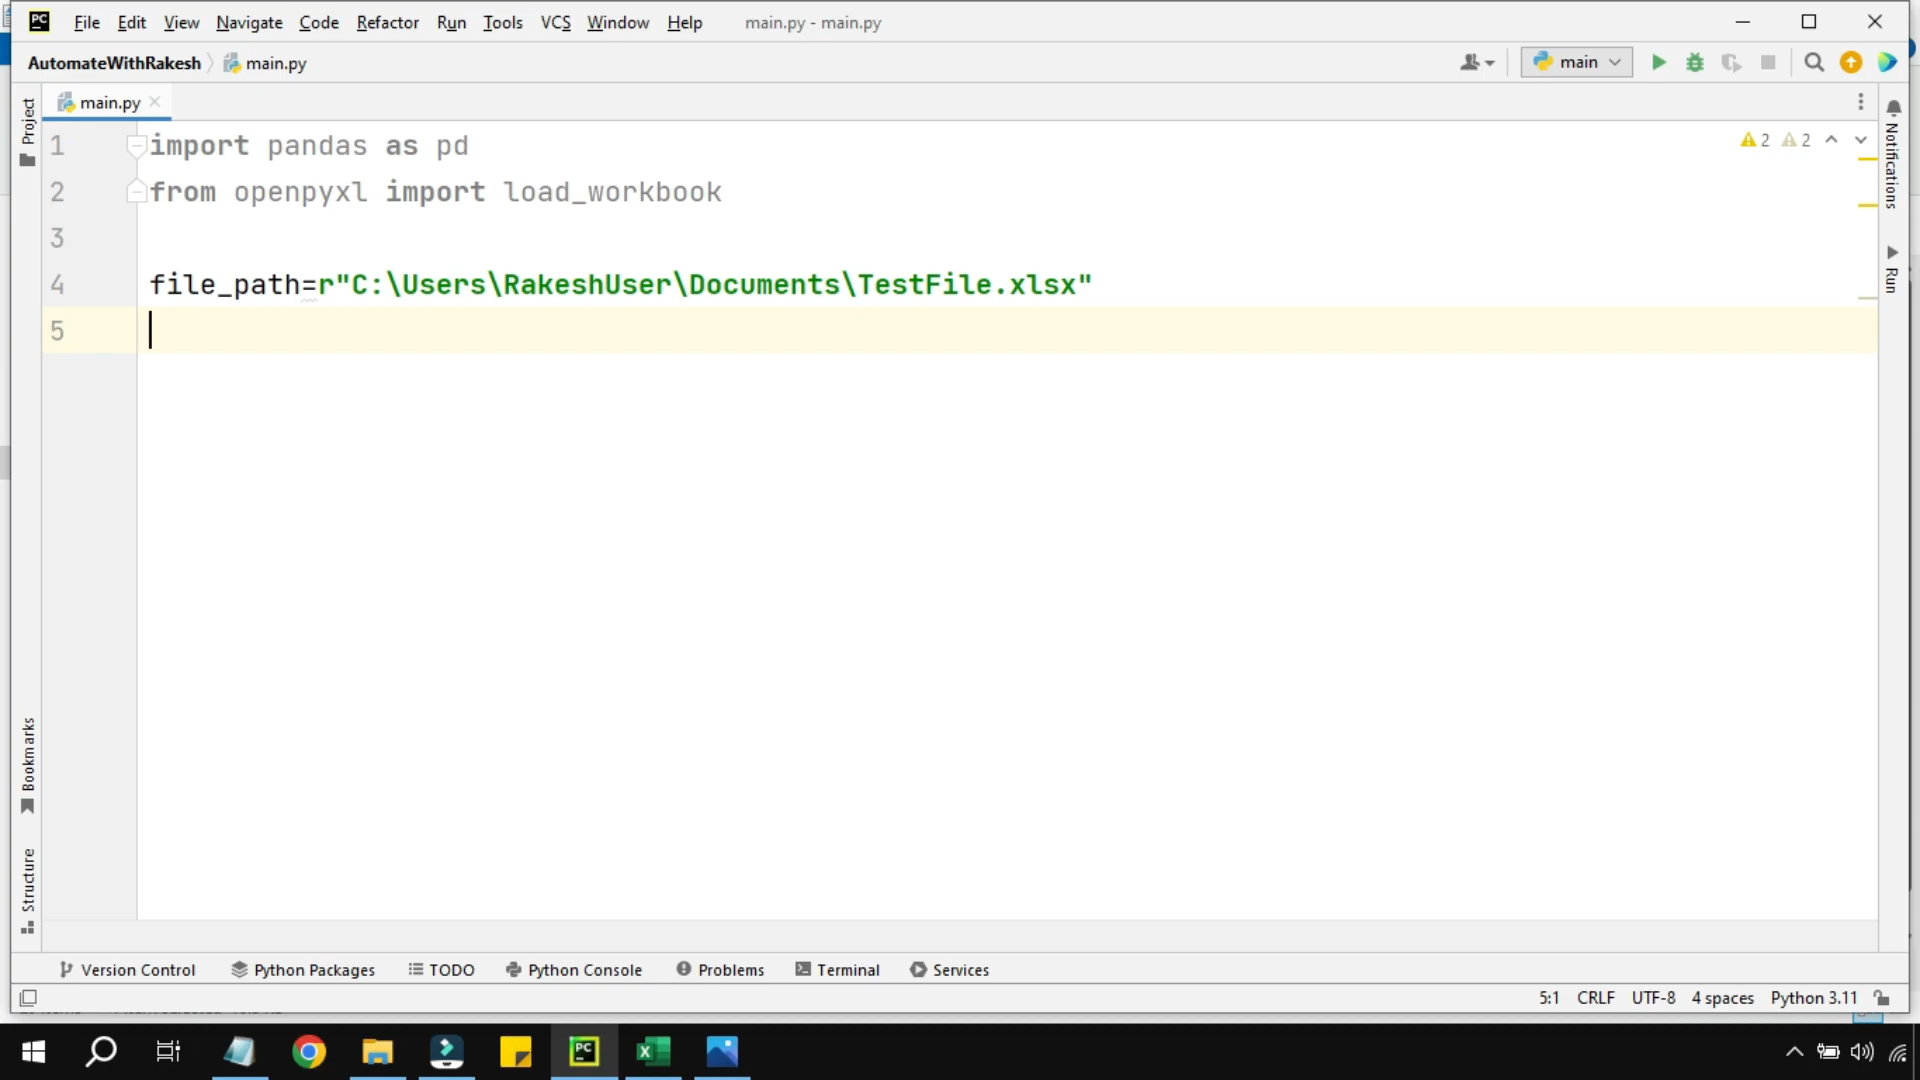 PC File Edit View Navigate Code Refactor Run Tools VCS Window Help main.py - main.py
AutomateWithRakesh main.py main
main.py
Project
1 import pandas as pd
2 from openpyxl import load_workbook
3
4 file_path=r"C:\Users\RakeshUser\Documents\TestFile.xlsx"
5
2 2
Notifications
Run
Bookmarks
Structure
Version Control Python Packages TODO Python Console Problems Terminal Services
5:1 CRLF UTF-8 4 spaces Python 3.11
PC X